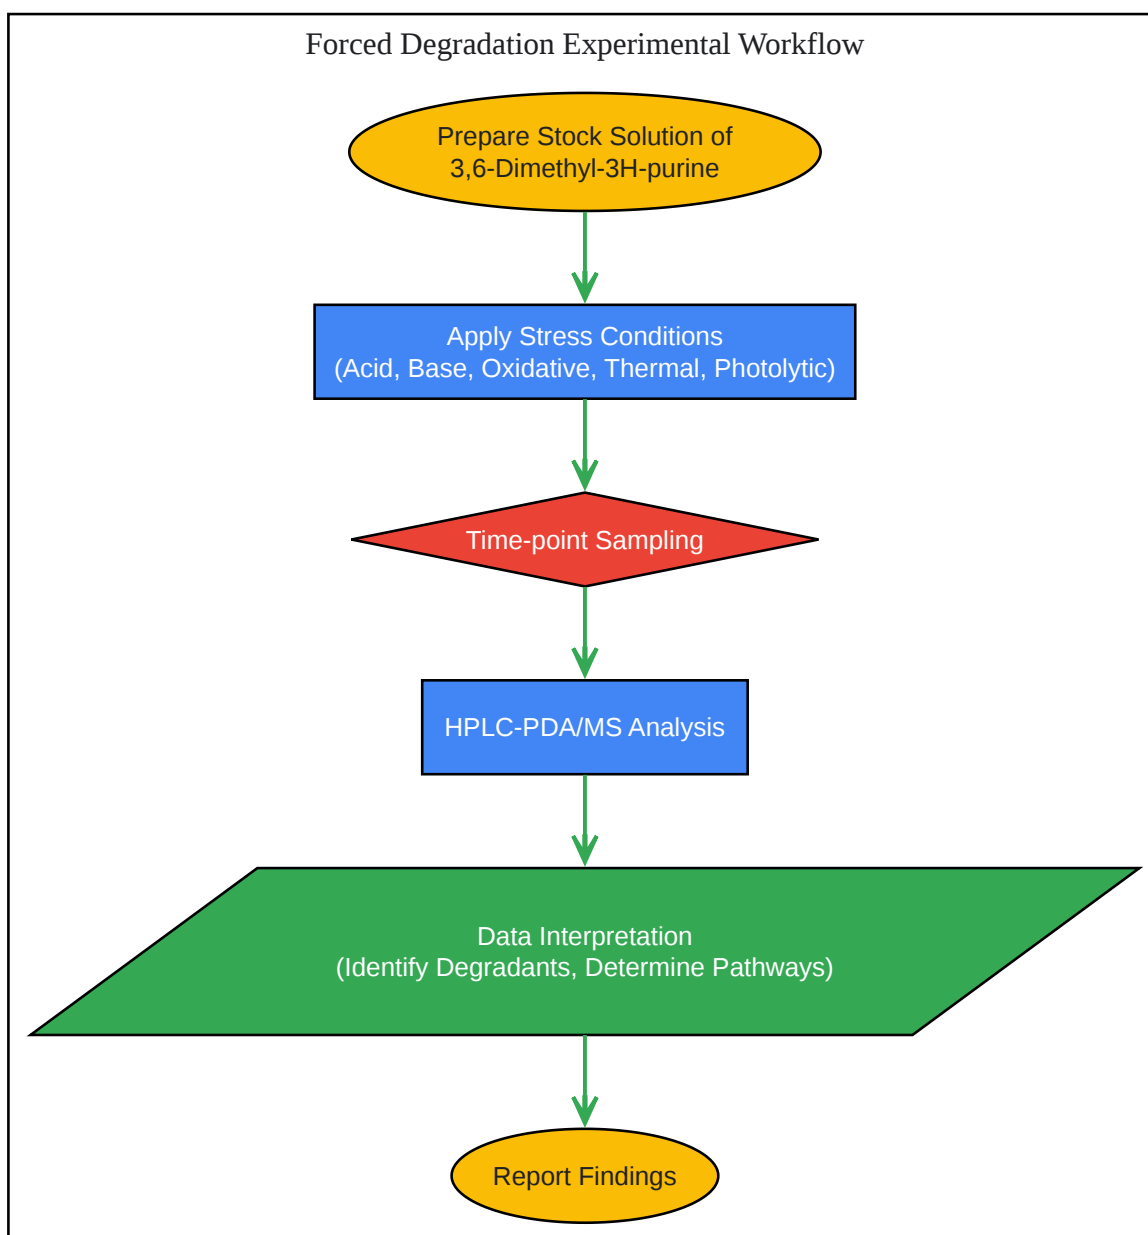 Forced Degradation Experimental Workflow
Prepare Stock Solution of
3,6-Dimethyl-3H-purine
Apply Stress Conditions
(Acid, Base, Oxidative, Thermal, Photolytic)
Time-point Sampling
HPLC-PDA/MS Analysis
Data Interpretation
(Identify Degradants, Determine Pathways)
Report Findings